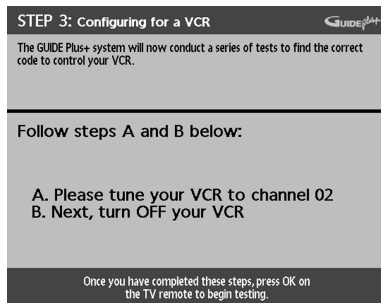 STEP 3: Configuring for a VCR
GUIDE plus+
The GUIDE Plus+ system will now conduct a series of tests to find the correct
code to control your VCR.
Follow steps A and B below:
A. Please tune your VCR to channel 02
B. Next, turn OFF your VCR
Once you have completed these steps, press OK on
the TV remote to begin testing.